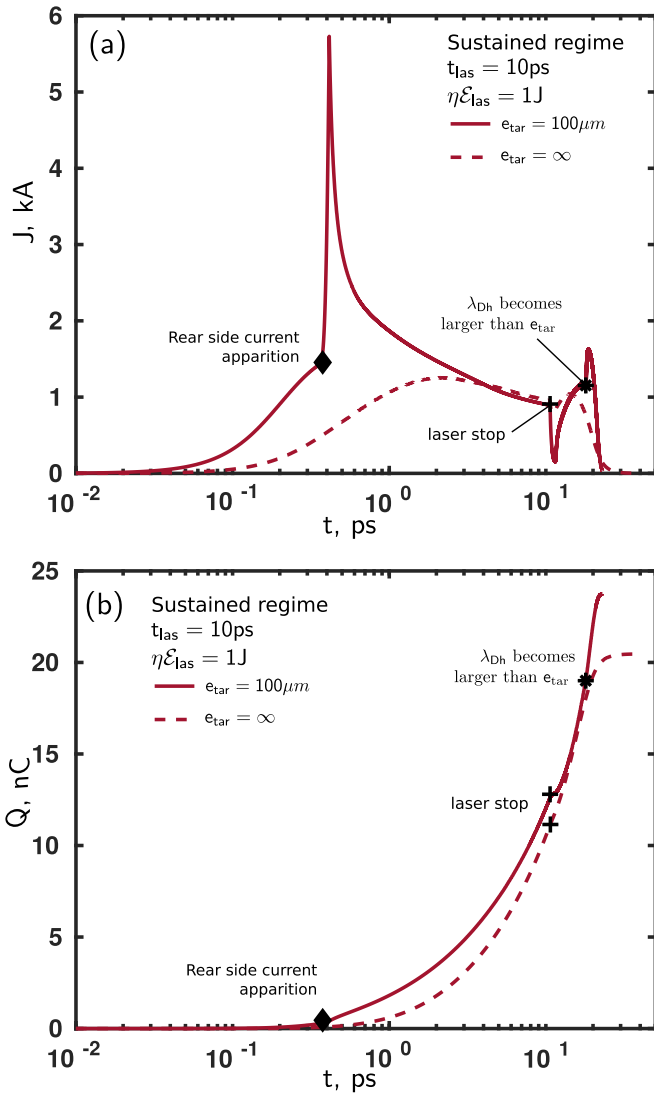 (a)
Sustained regime
t_las = 10ps
ηℰ_las = 1J
e_tar = 100μm
e_tar = ∞
J, kA
6
5
4
3
2
1
0
Rear side current
apparition
λ_Dh becomes
larger than e_tar
laser stop
10^-2
10^-1
10^0
10^1
t, ps
(b)
Sustained regime
t_las = 10ps
ηℰ_las = 1J
e_tar = 100μm
e_tar = ∞
Q, nC
25
20
15
10
5
0
λ_Dh becomes
larger than e_tar
laser stop
Rear side current
apparition
10^-2
10^-1
10^0
10^1
t, ps